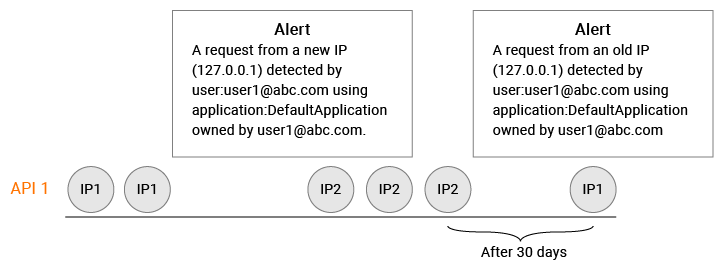 Alert
A request from a new IP
(127.0.0.1) detected by
user:user1@abc.com using
application:DefaultApplication
owned by user1@abc.com.
Alert
A request from an old IP
(127.0.0.1) detected by
user:user1@abc.com using
application:DefaultApplication
owned by user1@abc.com
API 1
IP1
IP1
IP2
IP2
IP2
IP1
After 30 days